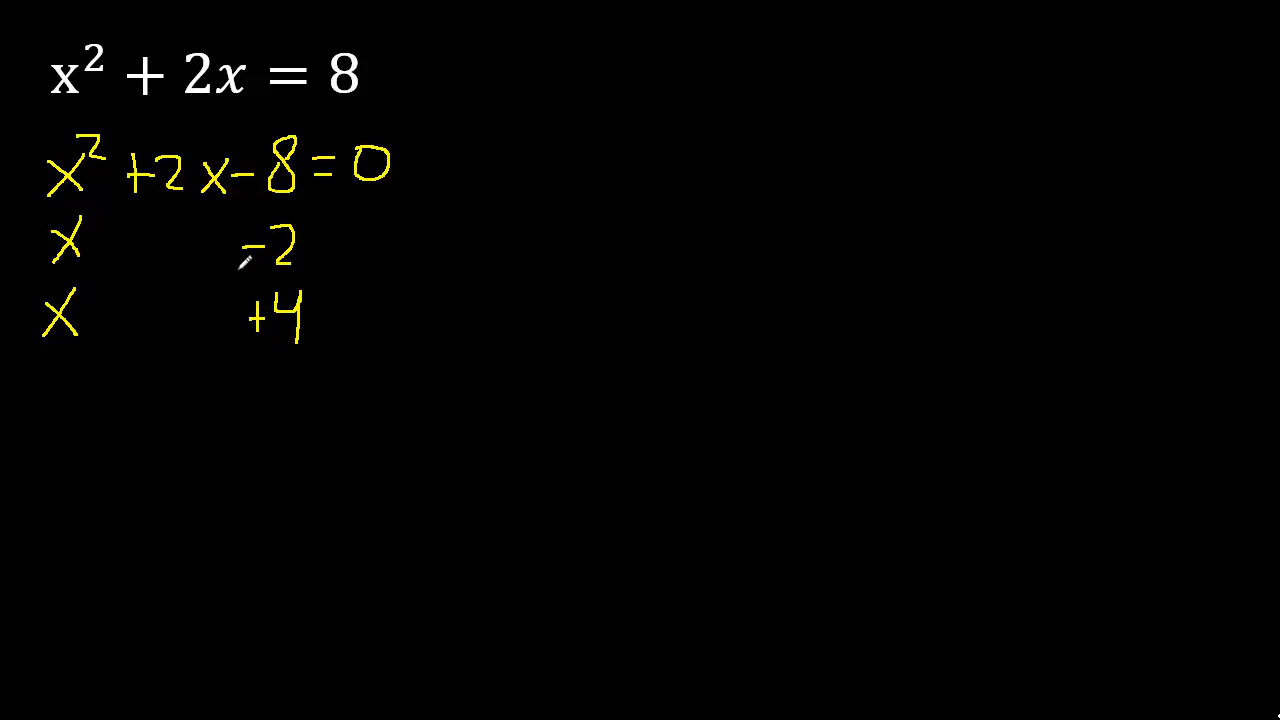 x² + 2x = 8
x² +2x-8=0
x -2
x +4